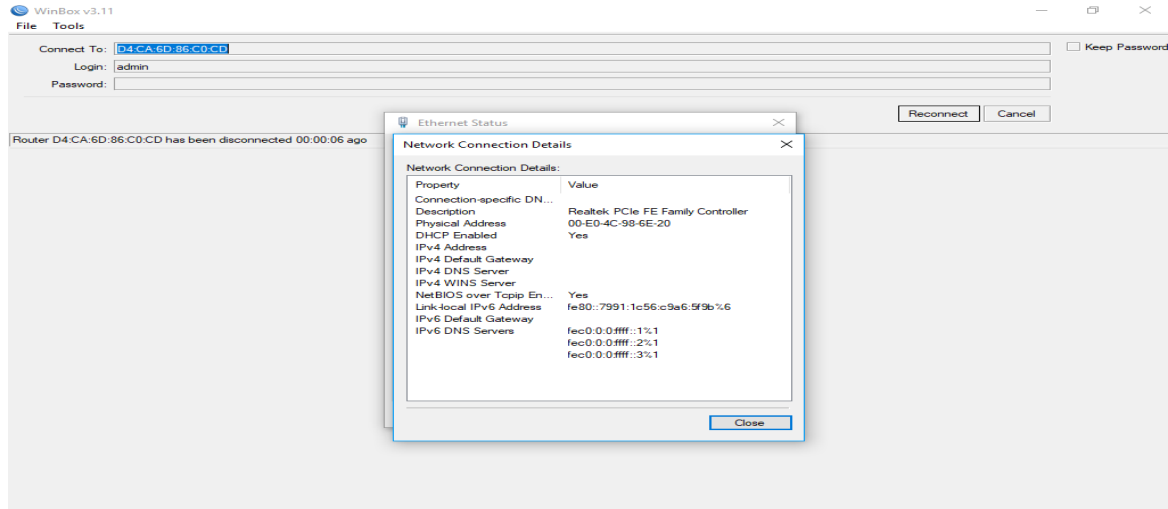 WinBox v3.11
File Tools
Connect To: D4:CA:6D:86:C0:CD
Keep Password
Login: admin
Password:
Reconnect Cancel
Router D4:CA:6D:86:C0:CD has been disconnected 00:00:06 ago
Ethernet Status
Network Connection Details
Network Connection Details:
Property Value
Connection-specific DN...
Description Realtek PCIe FE Family Controller
Physical Address 00-E0-4C-98-6E-20
DHCP Enabled Yes
IPv4 Address
IPv4 Default Gateway
IPv4 DNS Server
IPv4 WINS Server
NetBIOS over Tcpip En... Yes
Link-local IPv6 Address fe80::7991:1c56:c9a6:5f9b%6
IPv6 Default Gateway
IPv6 DNS Servers fec0:0:0:ffff::1%1
fec0:0:0:ffff::2%1
fec0:0:0:ffff::3%1
Close